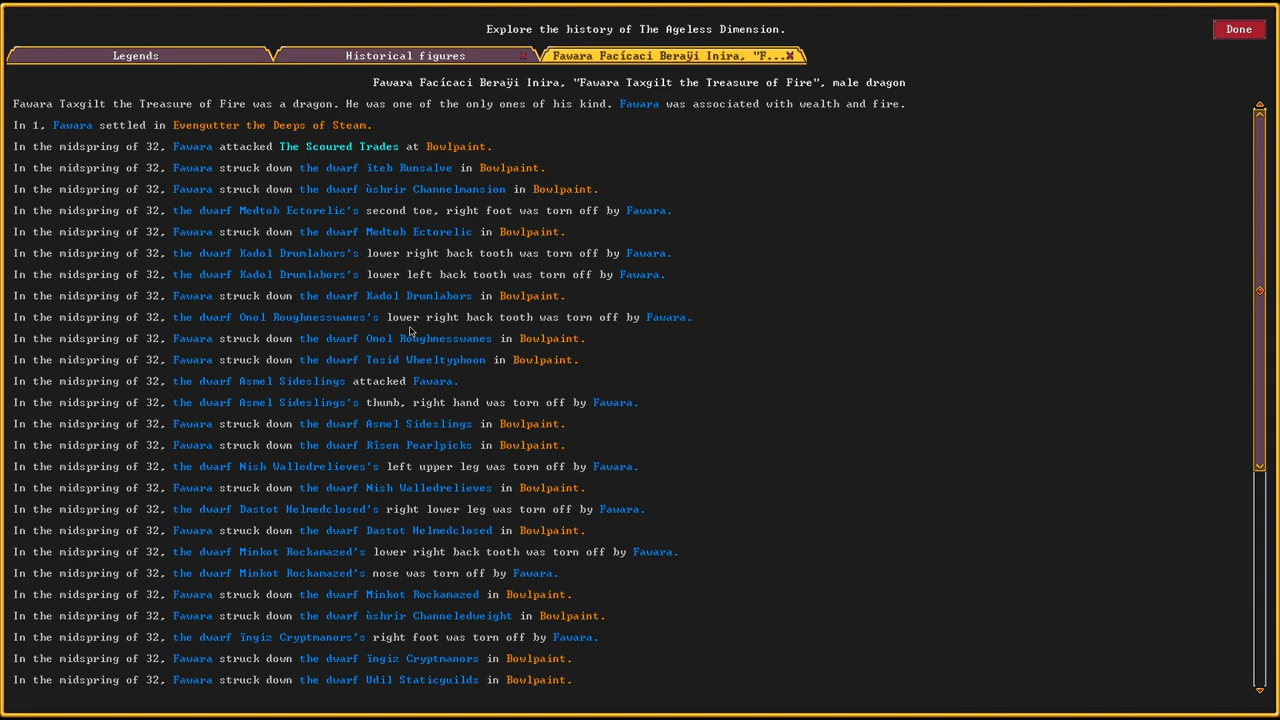 Explore the history of The Ageless Dimension.
Done
Legends
Historical figures
Fawara Facícaci Beraÿi Inira, "F...
Fawara Facícaci Beraÿi Inira, "Fawara Taxgilt the Treasure of Fire", male dragon
Fawara Taxgilt the Treasure of Fire was a dragon. He was one of the only ones of his kind. Fawara was associated with wealth and fire.
In 1, Fawara settled in Evengutter the Deeps of Steam.
In the midspring of 32, Fawara attacked The Scoured Trades at Bowlpaint.
In the midspring of 32, Fawara struck down the dwarf ïteb Runsalve in Bowlpaint.
In the midspring of 32, Fawara struck down the dwarf ùshrir Channelmansion in Bowlpaint.
In the midspring of 32, the dwarf Medtob Ectorelic's second toe, right foot was torn off by Fawara.
In the midspring of 32, Fawara struck down the dwarf Medtob Ectorelic in Bowlpaint.
In the midspring of 32, the dwarf Kadol Drumlabors's lower right back tooth was torn off by Fawara.
In the midspring of 32, the dwarf Kadol Drumlabors's lower left back tooth was torn off by Fawara.
In the midspring of 32, Fawara struck down the dwarf Kadol Drumlabors in Bowlpaint.
In the midspring of 32, the dwarf Onol Roughnesswanes's lower right back tooth was torn off by Fawara.
In the midspring of 32, Fawara struck down the dwarf Onol Roughnesswanes in Bowlpaint.
In the midspring of 32, Fawara struck down the dwarf Tosid Wheeltyphoon in Bowlpaint.
In the midspring of 32, the dwarf Asmel Sideslings attacked Fawara.
In the midspring of 32, the dwarf Asmel Sideslings's thumb, right hand was torn off by Fawara.
In the midspring of 32, Fawara struck down the dwarf Asmel Sideslings in Bowlpaint.
In the midspring of 32, Fawara struck down the dwarf Rîsen Pearlpicks in Bowlpaint.
In the midspring of 32, the dwarf Nish Walledrelieves's left upper leg was torn off by Fawara.
In the midspring of 32, Fawara struck down the dwarf Nish Walledrelieves in Bowlpaint.
In the midspring of 32, the dwarf Dastot Helmedclosed's right lower leg was torn off by Fawara.
In the midspring of 32, Fawara struck down the dwarf Dastot Helmedclosed in Bowlpaint.
In the midspring of 32, the dwarf Minkot Rockamazed's lower right back tooth was torn off by Fawara.
In the midspring of 32, the dwarf Minkot Rockamazed's nose was torn off by Fawara.
In the midspring of 32, Fawara struck down the dwarf Minkot Rockamazed in Bowlpaint.
In the midspring of 32, Fawara struck down the dwarf ùshrir Channeledweight in Bowlpaint.
In the midspring of 32, the dwarf ïngiz Cryptmanors's right foot was torn off by Fawara.
In the midspring of 32, Fawara struck down the dwarf ïngiz Cryptmanors in Bowlpaint.
In the midspring of 32, Fawara struck down the dwarf Udil Staticguilds in Bowlpaint.